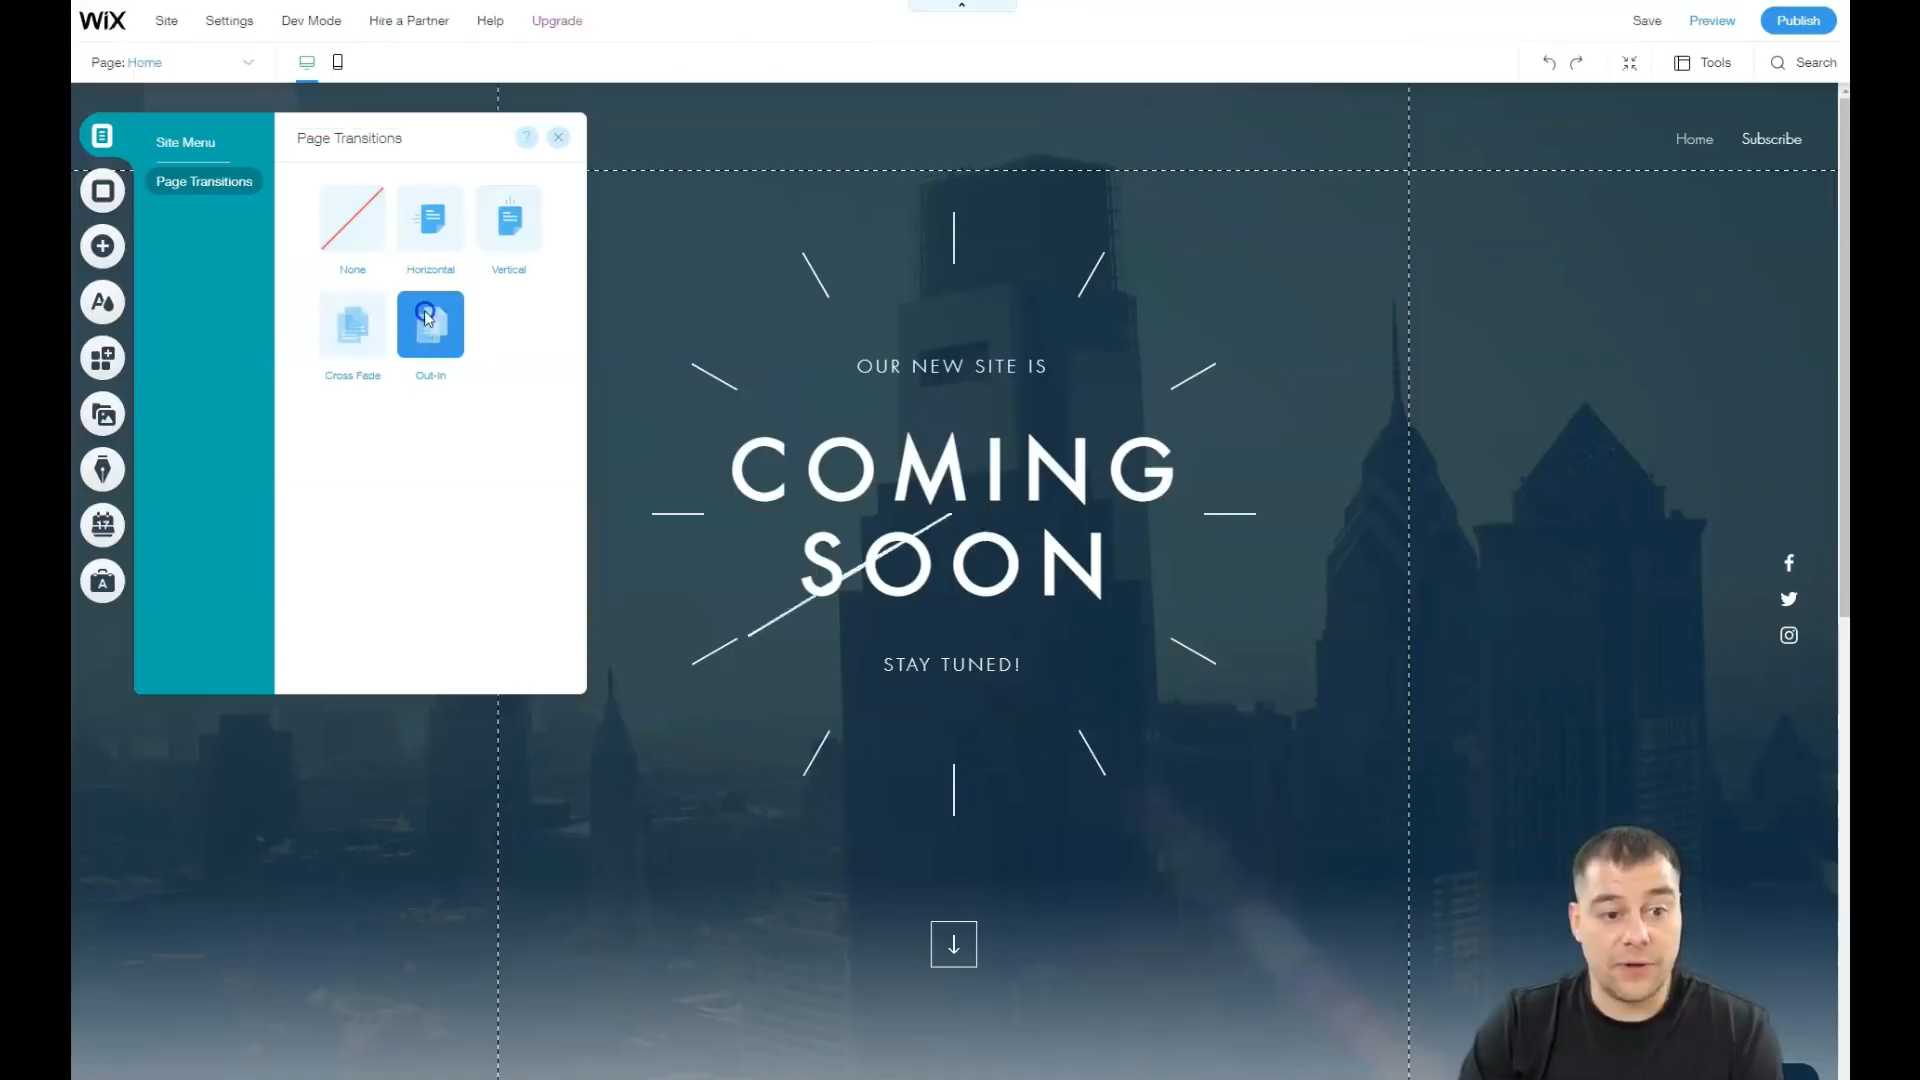 WiX Site Settings Dev Mode Hire a Partner Help Upgrade Save Preview Publish
Page: Home Tools Search
Site Menu
Page Transitions
Page Transitions ?
None Horizontal Vertical
Cross Fade Out-In
Home Subscribe
OUR NEW SITE IS
COMING
SOON
STAY TUNED!
17
A